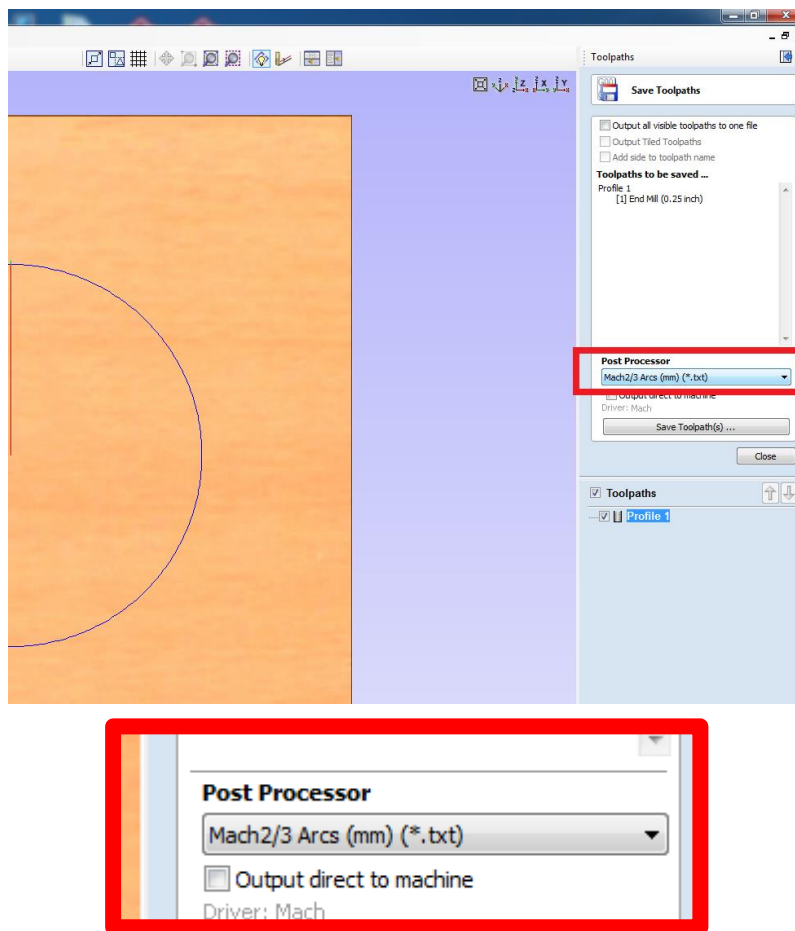 Toolpaths
Save Toolpaths
Output all visible toolpaths to one file
Output Tiled Toolpaths
Add side to toolpath name
Toolpaths to be saved ...
Profile 1
[1] End Mill (0.25 inch)
Post Processor
Mach2/3 Arcs (mm) (*.txt)
Output direct to machine
Driver: Mach
Save Toolpath(s) ...
Close
Toolpaths
Profile 1
Post Processor
Mach2/3 Arcs (mm) (*.txt)
Output direct to machine
Driver: Mach